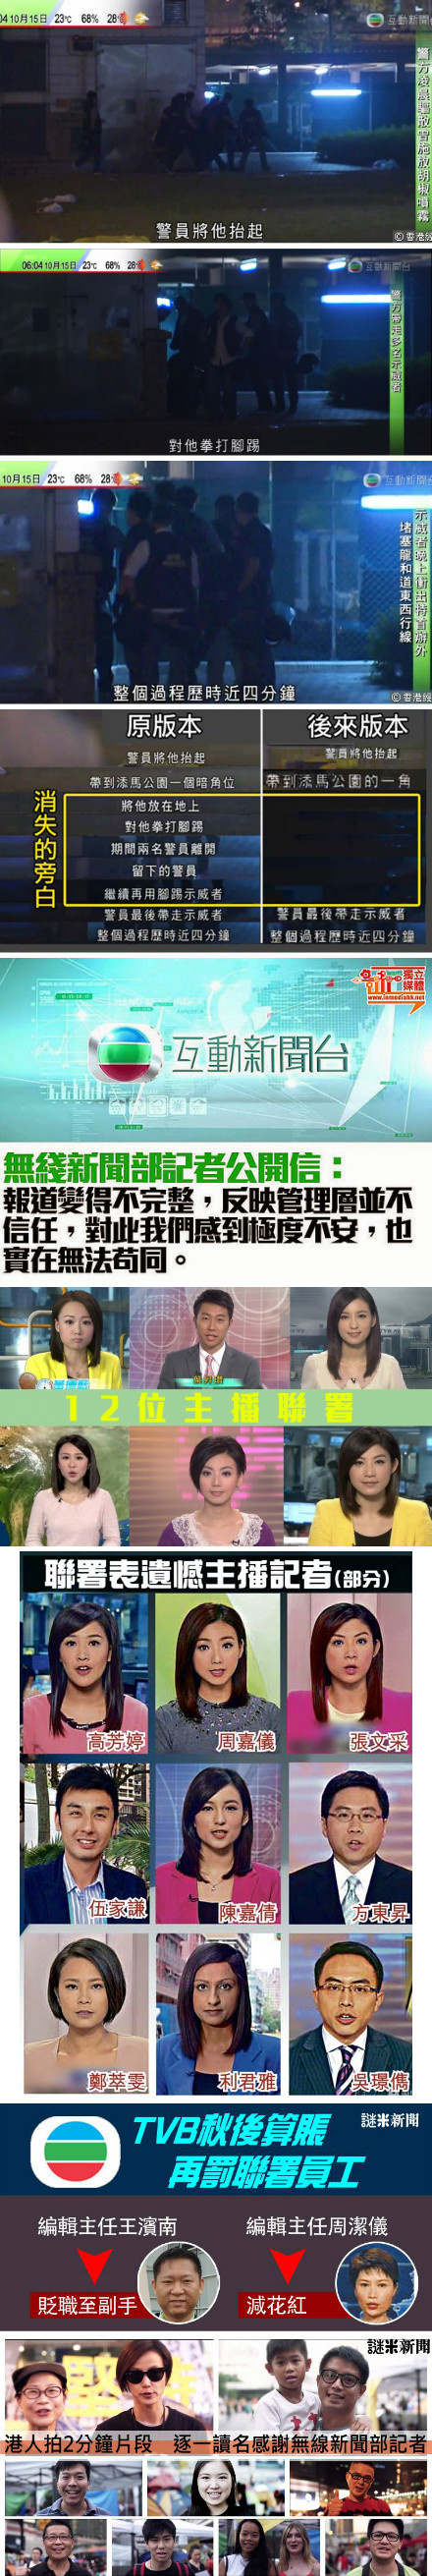 04 10月15日 23℃ 68% 28
互動新聞台
警方凌晨驅散曾施放胡椒噴霧
警員將他抬起
06:04 10月15日 23℃ 68% 28
互動新聞台
警方帶走多名示威者
對他拳打腳踢
10月15日 23℃ 68% 28
互動新聞台
示威者晚上衝出特首辦外
堵塞龍和道東西行線
整個過程歷時近四分鐘
原版本
後來版本
消失的旁白
警員將他抬起
警員將他抬起
帶到添馬公園一個暗角位
帶到添馬公園的一角
將他放在地上
對他拳打腳踢
期間兩名警員離開
留下的警員
繼續再用腳踢示威者
警員最後帶走示威者
警員最後帶走示威者
整個過程歷時近四分鐘
整個過程歷時近四分鐘
獨立媒體
www.inmediahk.net
互動新聞台
無綫新聞部記者公開信：
報道變得不完整，反映管理層並不
信任，對此我們感到極度不安，也
實在無法苟同。
12位主播聯署
聯署表遺憾主播記者(部分)
高芳婷
周嘉儀
張文采
伍家謙
陳嘉倩
方東昇
鄭萃雯
利君雅
吳璟儁
TVB秋後算賬
謎米新聞
再罰聯署員工
編輯主任王濱南
編輯主任周潔儀
貶職至副手
減花紅
謎米新聞
港人拍2分鐘片段 逐一讀名感謝無線新聞部記者